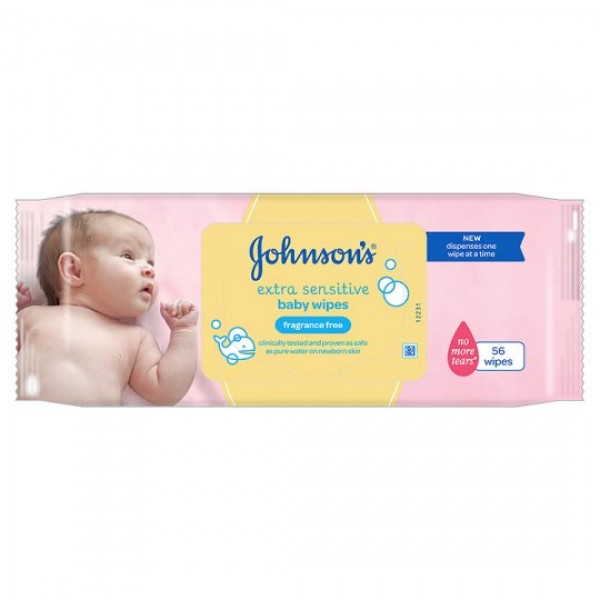 Johnson's®
extra sensitive
baby wipes
fragrance free
clinically tested and proven as safe
as pure water on newborn skin
12231
NEW
dispenses one
wipe at a time
no
more
tears*
56
wipes